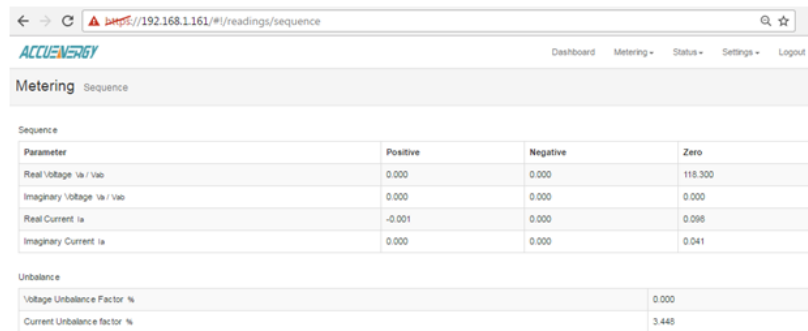 https://192.168.1.161/#!/readings/sequence
ACCUENERGY Dashboard Metering Status Settings Logout
Metering Sequence
Sequence
Parameter Positive Negative Zero
Real Voltage Va / Vab 0.000 0.000 118.300
Imaginary Voltage Va / Vab 0.000 0.000 0.000
Real Current Ia -0.001 0.000 0.098
Imaginary Current Ia 0.000 0.000 0.041
Unbalance
Voltage Unbalance Factor % 0.000
Current Unbalance factor % 3.448